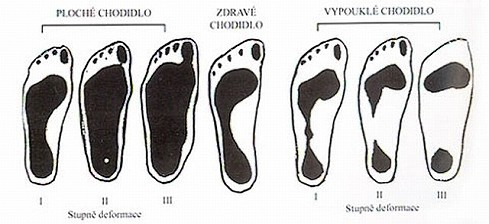 PLOCHÉ CHODIDLO
ZDRAVÉ
CHODIDLO
VYPOUKLÉ CHODIDLO
I II III
Stupně deformace
I II III
Stupně deformace